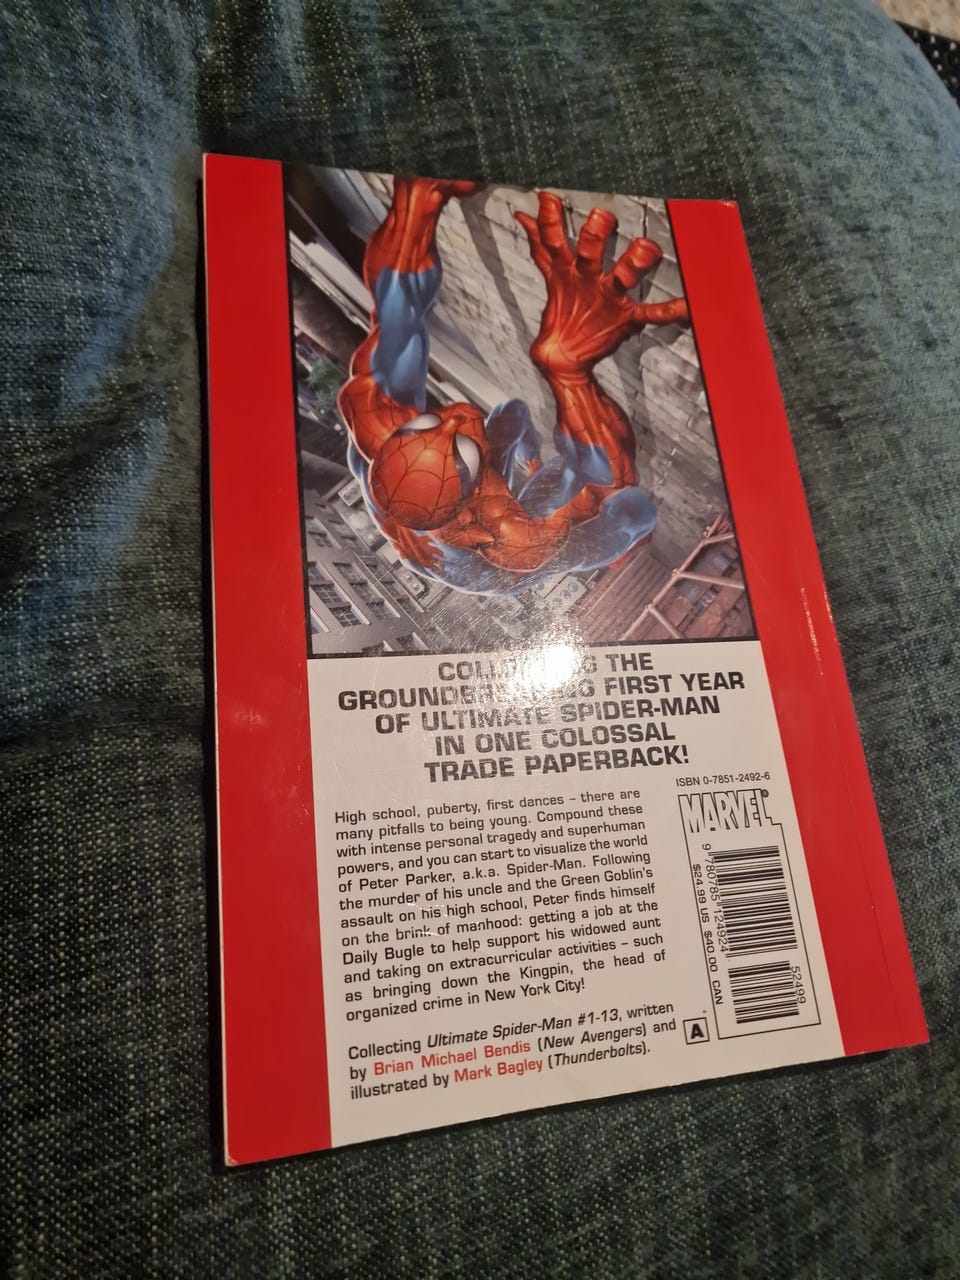 THE
FIRST YEAR
OF ULTIMATE SPIDER-MAN
IN ONE COLOSSAL
TRADE PAPERBACK!
High school, puberty, first dances – there are
many pitfalls to being young. Compound these
with intense personal tragedy and superhuman
powers, and you can start to visualize the world
of Peter Parker, a.k.a. Spider-Man. Following
the murder of his uncle and the Green Goblin's
assault on his high school, Peter finds himself
on the brink of manhood: getting a job at the
Daily Bugle to help support his widowed aunt
and taking on extracurricular activities – such
as bringing down the Kingpin, the head of
organized crime in New York City!
Collecting Ultimate Spider-Man #1-13, written
by Brian Michael Bendis (New Avengers) and
illustrated by Mark Bagley (Thunderbolts).
ISBN 0-7851-2492-6
MARVEL®
9 780785 124924
52499
$24.99 US $40.00 CAN
A